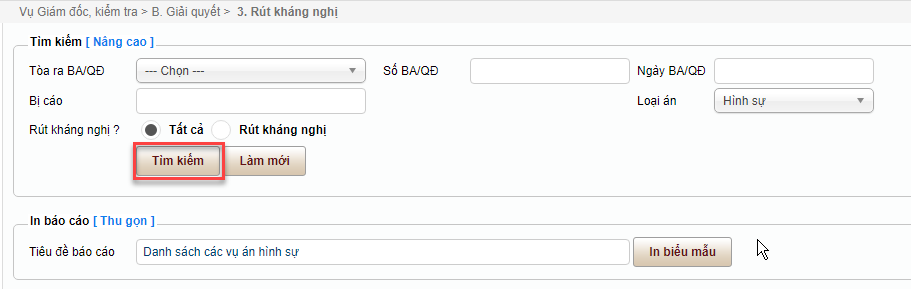 Vụ Giám đốc, kiểm tra > B. Giải quyết > 3. Rút kháng nghị
Tìm kiếm [ Nâng cao ]
Tòa ra BA/QĐ --- Chọn --- Số BA/QĐ Ngày BA/QĐ
Bị cáo Loại án Hình sự
Rút kháng nghị ? Tất cả Rút kháng nghị
Tìm kiếm Làm mới
In báo cáo [ Thu gọn ]
Tiêu đề báo cáo Danh sách các vụ án hình sự In biểu mẫu